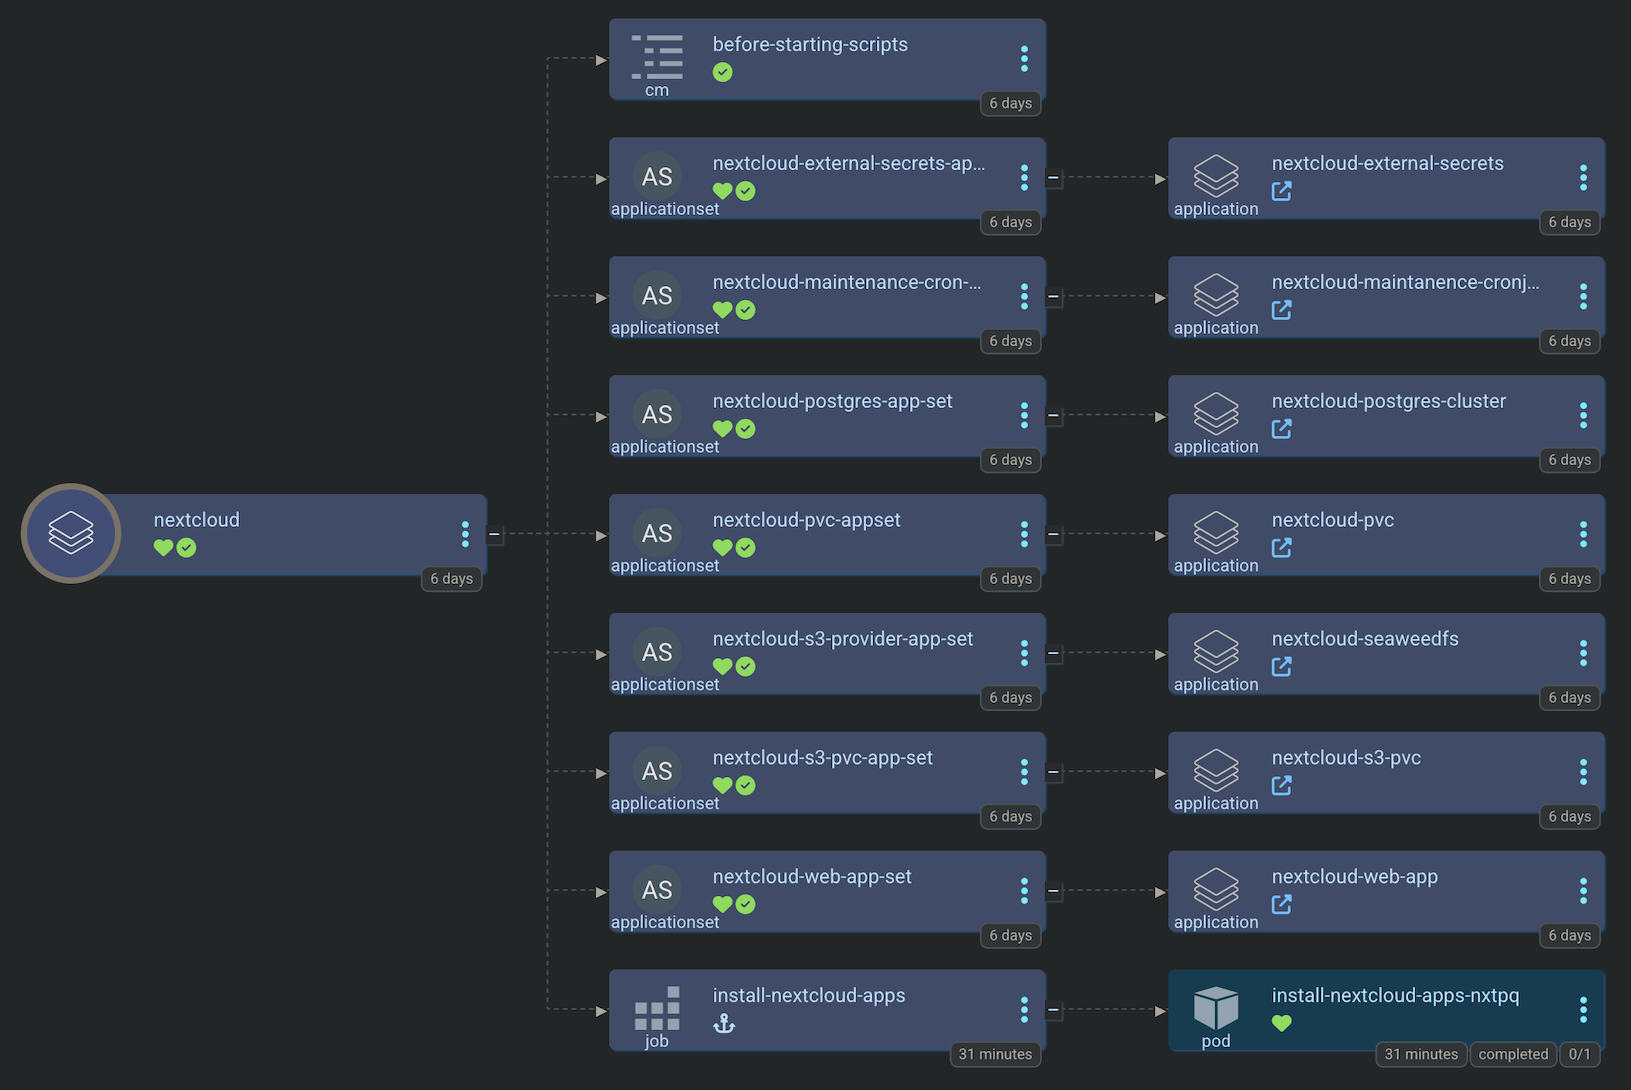 before-starting-scripts
cm
6 days
AS
nextcloud-external-secrets-ap...
applicationset
6 days
nextcloud-external-secrets
application
6 days
AS
nextcloud-maintenance-cron-...
applicationset
6 days
nextcloud-maintanence-cronj...
application
6 days
AS
nextcloud-postgres-app-set
applicationset
6 days
nextcloud-postgres-cluster
application
6 days
nextcloud
6 days
AS
nextcloud-pvc-appset
applicationset
6 days
nextcloud-pvc
application
6 days
AS
nextcloud-s3-provider-app-set
applicationset
6 days
nextcloud-seaweedfs
application
6 days
AS
nextcloud-s3-pvc-app-set
applicationset
6 days
nextcloud-s3-pvc
application
6 days
AS
nextcloud-web-app-set
applicationset
6 days
nextcloud-web-app
application
6 days
install-nextcloud-apps
job
31 minutes
install-nextcloud-apps-nxtpq
pod
31 minutes
completed
0/1